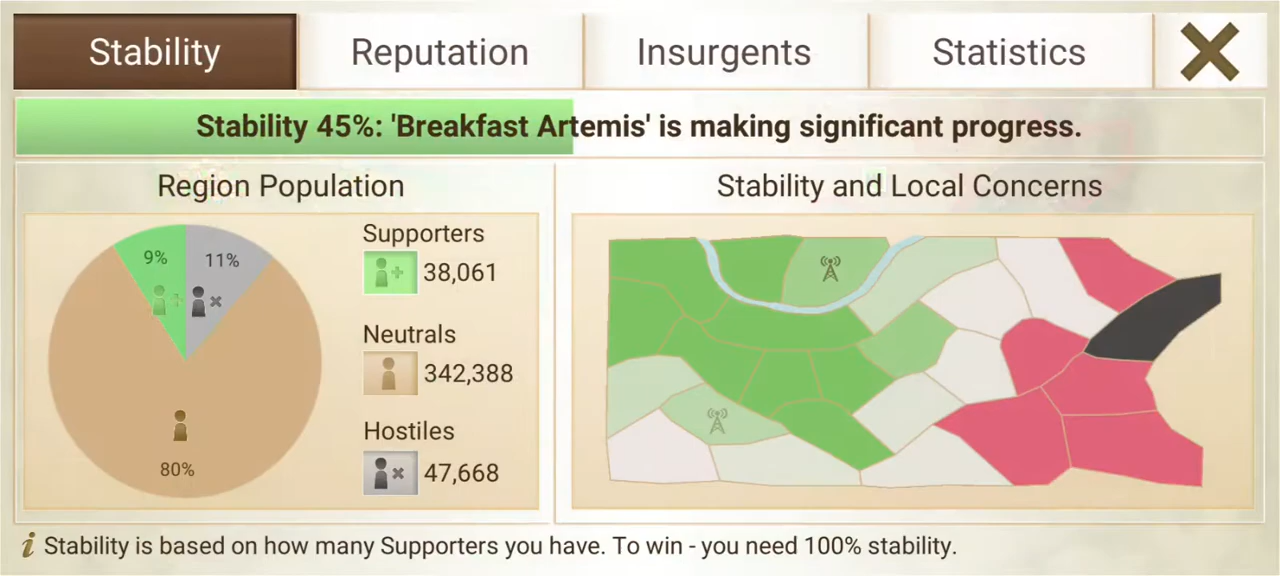 Stability
Reputation
Insurgents
Statistics
Stability 45%: 'Breakfast Artemis' is making significant progress.
Region Population
9%
11%
80%
Supporters
38,061
Neutrals
342,388
Hostiles
47,668
Stability and Local Concerns
i Stability is based on how many Supporters you have. To win - you need 100% stability.